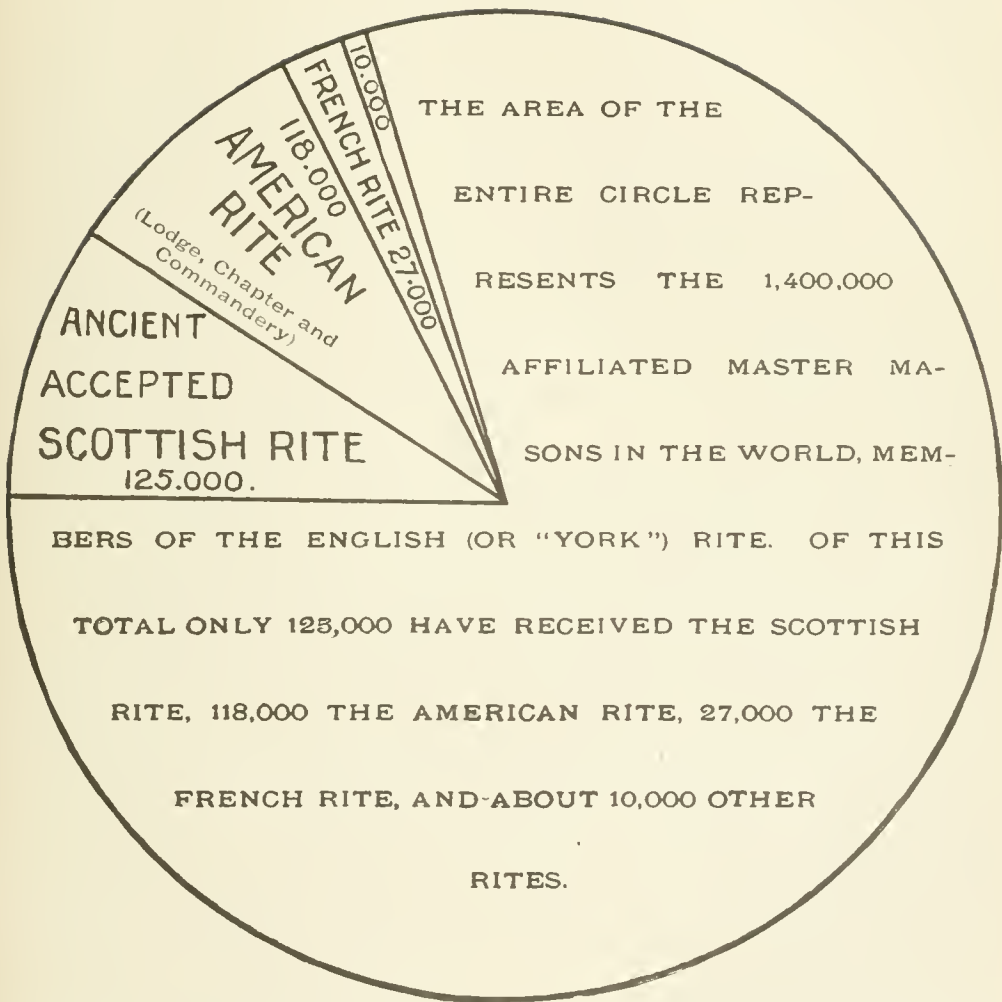 10.000
FRENCH RITE 27.000
118.000
AMERICAN
RITE
(Lodge, Chapter and
Commandery)
ANCIENT
ACCEPTED
SCOTTISH RITE
125.000.
THE AREA OF THE
ENTIRE CIRCLE REP-
RESENTS THE 1,400,000
AFFILIATED MASTER MA-
SONS IN THE WORLD, MEM-
BERS OF THE ENGLISH (OR "YORK") RITE. OF THIS
TOTAL ONLY 125,000 HAVE RECEIVED THE SCOTTISH
RITE, 118,000 THE AMERICAN RITE, 27,000 THE
FRENCH RITE, AND-ABOUT 10,000 OTHER
RITES.